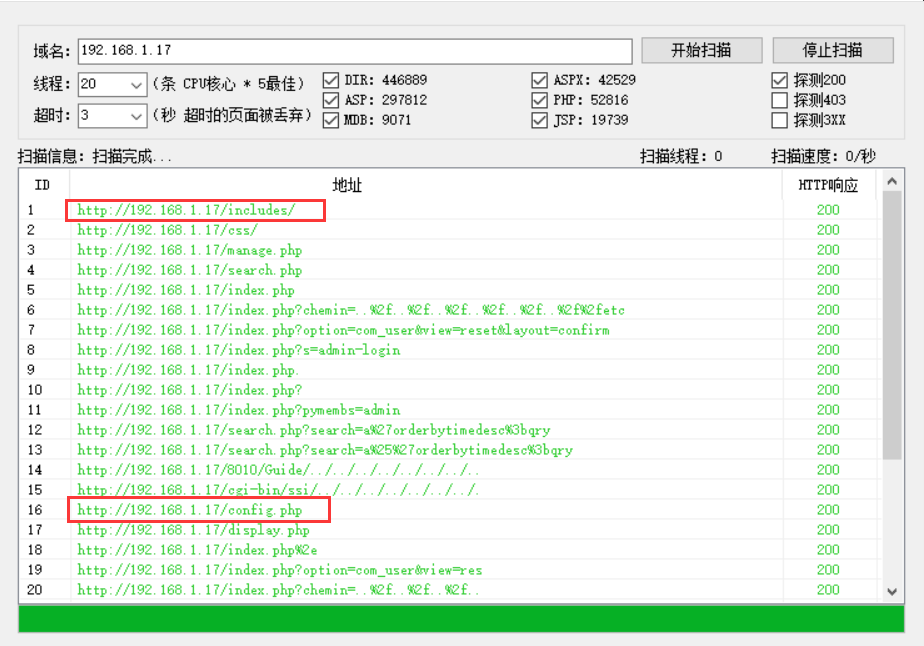 域名: 192.168.1.17 开始扫描 停止扫描
线程: 20 (条 CPU核心 * 5最佳) DIR: 446889 ASPX: 42529 探测200
ASP: 297812 PHP: 52816 探测403
超时: 3 (秒 超时的页面被丢弃) MDB: 9071 JSP: 19739 探测3XX
扫描信息: 扫描完成... 扫描线程: 0 扫描速度: 0/秒
ID 地址 HTTP响应
1 http://192.168.1.17/includes/ 200
2 http://192.168.1.17/css/ 200
3 http://192.168.1.17/manage.php 200
4 http://192.168.1.17/search.php 200
5 http://192.168.1.17/index.php 200
6 http://192.168.1.17/index.php?chemin=..%2f..%2f..%2f..%2f..%2f..%2f%2fetc 200
7 http://192.168.1.17/index.php?option=com_user&view=reset&layout=confirm 200
8 http://192.168.1.17/index.php?s=admin-login 200
9 http://192.168.1.17/index.php. 200
10 http://192.168.1.17/index.php? 200
11 http://192.168.1.17/index.php?pymembs=admin 200
12 http://192.168.1.17/search.php?search=a%27orderbytimedesc%3bqry 200
13 http://192.168.1.17/search.php?search=a%25%27orderbytimedesc%3bqry 200
14 http://192.168.1.17/8010/Guide/../../../../../../../.. 200
15 http://192.168.1.17/cgi-bin/ssi/../../../../../../../. 200
16 http://192.168.1.17/config.php 200
17 http://192.168.1.17/display.php 200
18 http://192.168.1.17/index.php%2e 200
19 http://192.168.1.17/index.php?option=com_user&view=res 200
20 http://192.168.1.17/index.php?chemin=..%2f..%2f..%2f.. 200